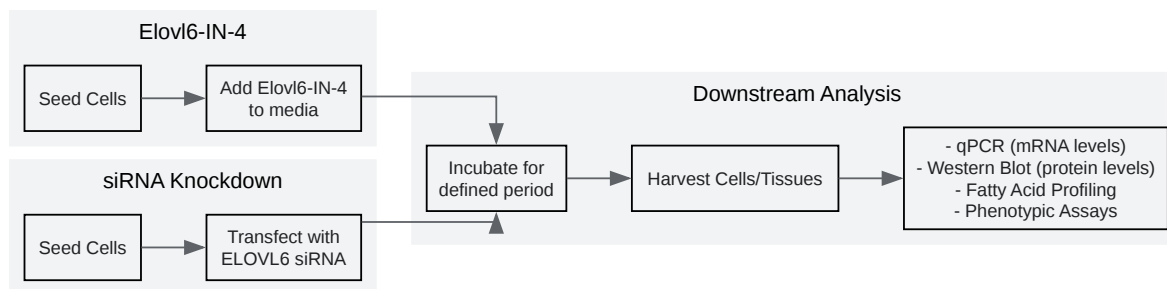 Elovl6-IN-4
Seed Cells
Add Elovl6-IN-4
to media
siRNA Knockdown
Seed Cells
Transfect with
ELOVL6 siRNA
Downstream Analysis
Incubate for
defined period
Harvest Cells/Tissues
- qPCR (mRNA levels)
- Western Blot (protein levels)
- Fatty Acid Profiling
- Phenotypic Assays